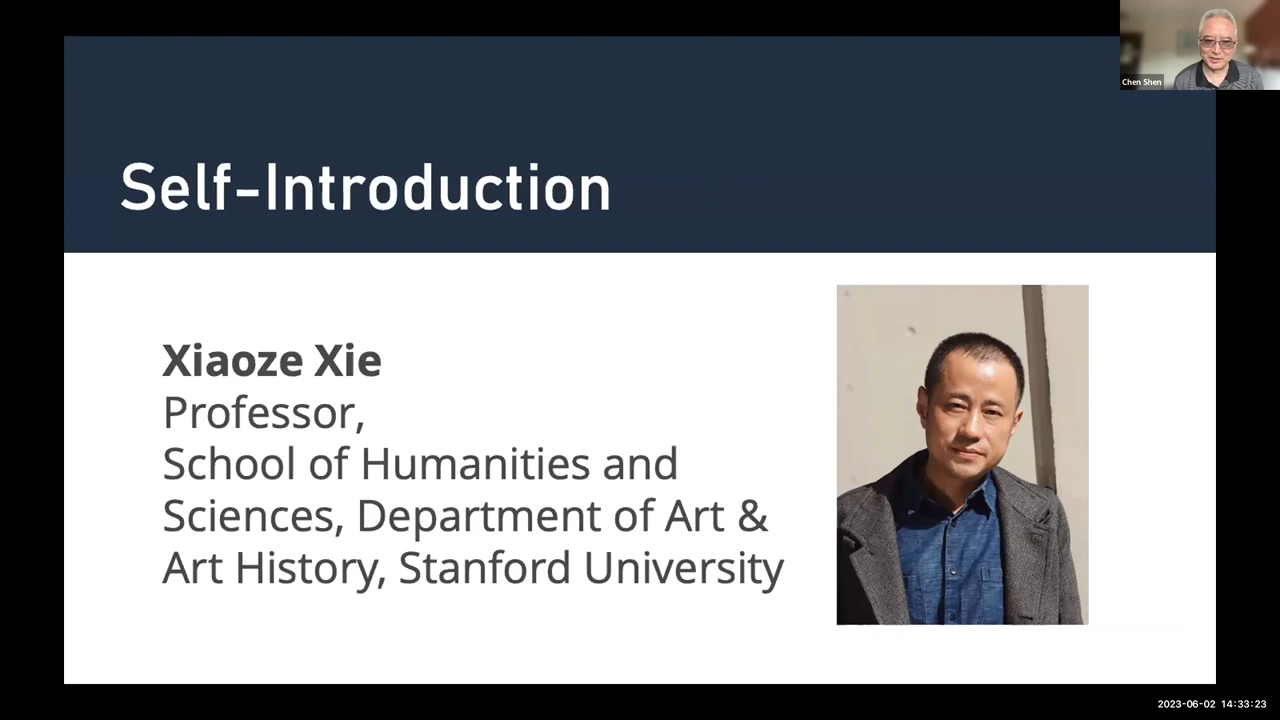 Chen Shen
Self-Introduction
Xiaoze Xie
Professor,
School of Humanities and
Sciences, Department of Art &
Art History, Stanford University
2023-06-02 14:33:23